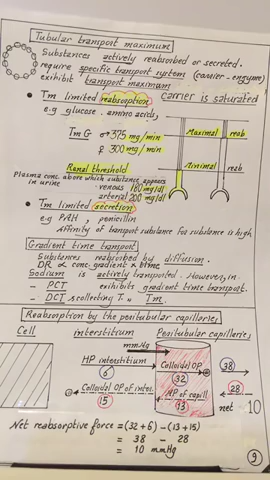 Tubular transport maximum
Substances actively reabsorbed or secreted.
require specific transport system (carrier-enzyme)
exhibit transport maximum
• Tm limited reabsorption Carrier is saturated
e.g glucose, amino acids,
Tm G ♂ 375 mg/min Maximal reab
♀ 300 mg/min
Renal threshold Minimal reab
Plasma conc. above which substance appears
in urine venous 180 mg/dl
arterial 200 mg/dl
• Tm limited secretion
e.g PAH, penicillin
Affinity of transport substance for substance is high
Gradient time transport
Substances reabsorbed by diffusion.
DR ∝ conc. gradient x time
Sodium is actively transported. However, in
- PCT exhibits gradient time transport.
- DCT & collecting T. Tm
Reabsorption by the peritubular capillaries
Cell interstitium Peritubular capillaries
mmHg
HP interstitium Colloidal OP 38
6 32
Colloidal OP of inter. HP of capill. 28
15 13 net 10
Net reabsorptive force = (32+6) - (13+15)
= 38 - 28
= 10 mmHg
9